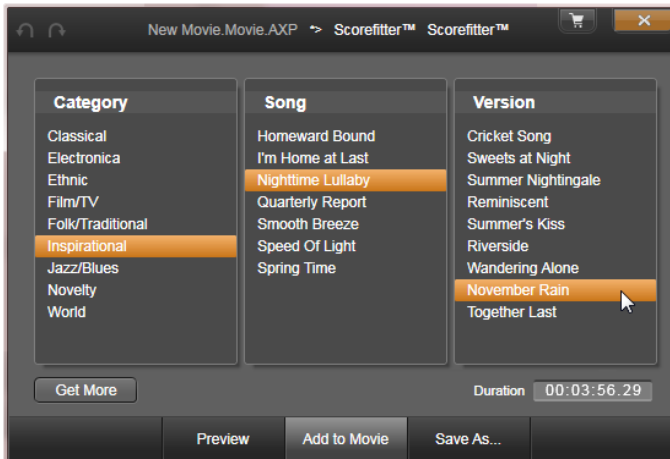 New Movie.Movie.AXP Scorefitter™ Scorefitter™
Category
Classical
Electronica
Ethnic
Film/TV
Folk/Traditional
Inspirational
Jazz/Blues
Novelty
World
Song
Homeward Bound
I'm Home at Last
Nighttime Lullaby
Quarterly Report
Smooth Breeze
Speed Of Light
Spring Time
Version
Cricket Song
Sweets at Night
Summer Nightingale
Reminiscent
Summer's Kiss
Riverside
Wandering Alone
November Rain
Together Last
Get More
Duration 00:03:56.29
Preview Add to Movie Save As...